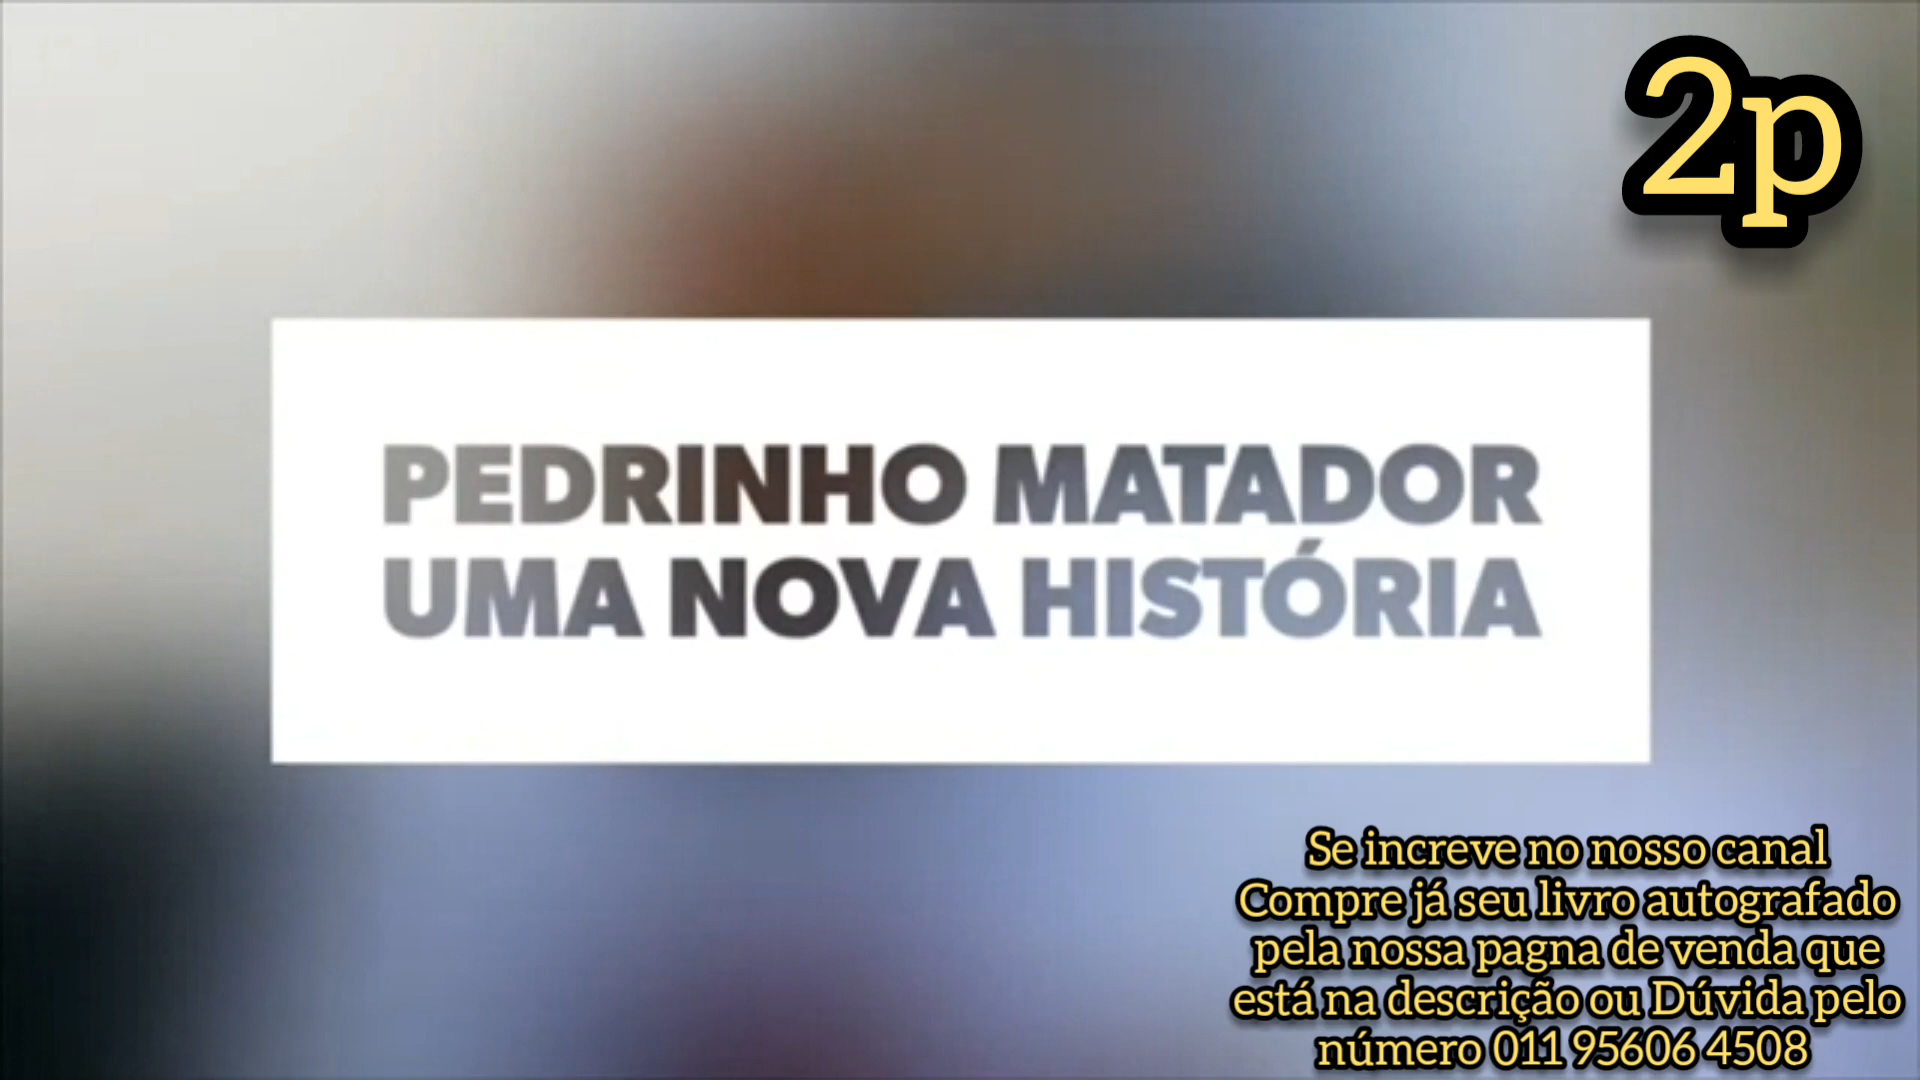 2p
PEDRINHO MATADOR
UMA NOVA HISTÓRIA
Se increve no nosso canal
Compre já seu livro autografado
pela nossa pagna de venda que
está na descrição ou Dúvida pelo
número 011 95606 4508